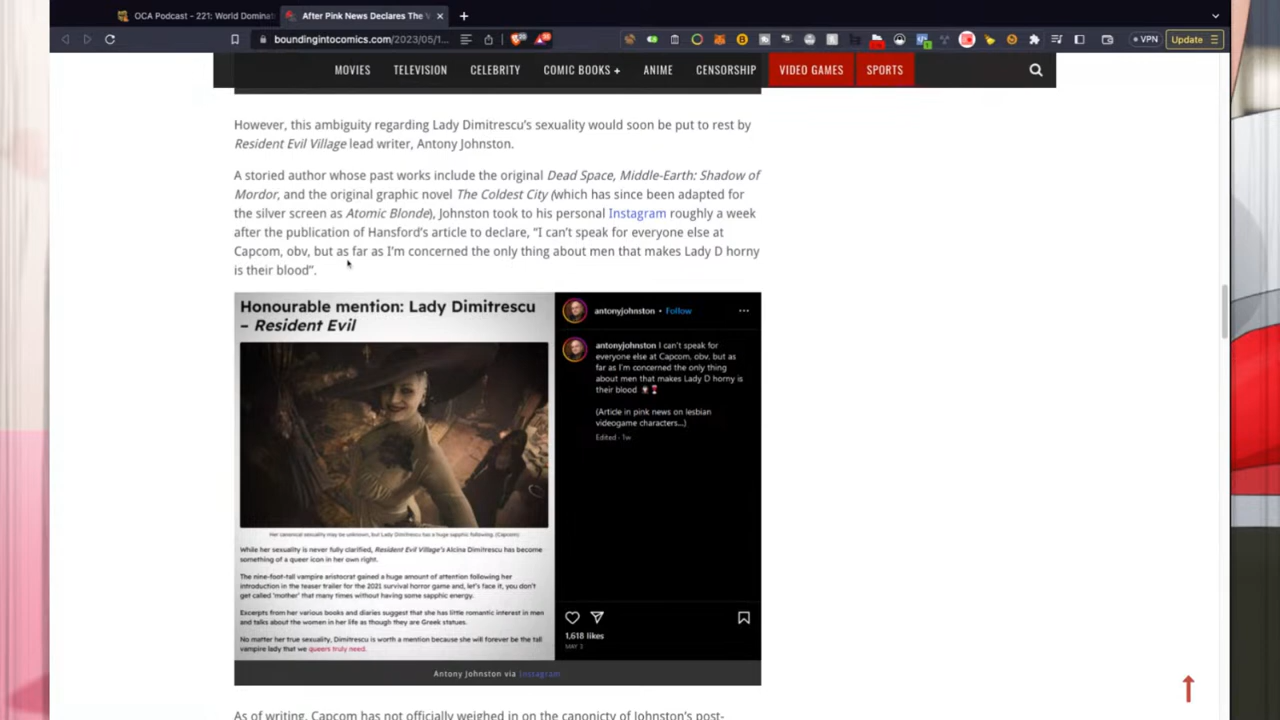 OCA Podcast - 221: World Dominat
After Pink News Declares The
boundingintocomics.com/2023/05/1...
VPN
Update
MOVIES
TELEVISION
CELEBRITY
COMIC BOOKS +
ANIME
CENSORSHIP
VIDEO GAMES
SPORTS
However, this ambiguity regarding Lady Dimitrescu's sexuality would soon be put to rest by
Resident Evil Village lead writer, Antony Johnston.
A storied author whose past works include the original Dead Space, Middle-Earth: Shadow of
Mordor, and the original graphic novel The Coldest City (which has since been adapted for
the silver screen as Atomic Blonde), Johnston took to his personal Instagram roughly a week
after the publication of Hansford's article to declare, "I can't speak for everyone else at
Capcom, obv, but as far as I'm concerned the only thing about men that makes Lady D horny
is their blood".
Honourable mention: Lady Dimitrescu
– Resident Evil
Her canonical sexuality may be unknown, but Lady Dimitrescu has a huge sapphic following. (Capcom)
While her sexuality is never fully clarified, Resident Evil Village's Alcina Dimitrescu has become
something of a queer icon in her own right.
The nine-foot-tall vampire aristocrat gained a huge amount of attention following her
introduction in the teaser trailer for the 2021 survival horror game and, let's face it, you don't
get called 'mother' that many times without having some sapphic energy.
Excerpts from her various books and diaries suggest that she has little romantic interest in men
and talks about the women in her life as though they are Greek statues.
No matter her true sexuality, Dimitrescu is worth a mention because she will forever be the tall
vampire lady that we queers truly need.
antonyjohnston • Follow
antonyjohnston I can't speak for
everyone else at Capcom, obv. but as
far as I'm concerned the only thing
about men that makes Lady D horny is
their blood
(Article in pink news on lesbian
videogame characters...)
Edited · 1w
1,618 likes
MAY 3
Antony Johnston via Instagram
As of writing, Capcom has not officially weighed in on the canonicty of Johnston's post-